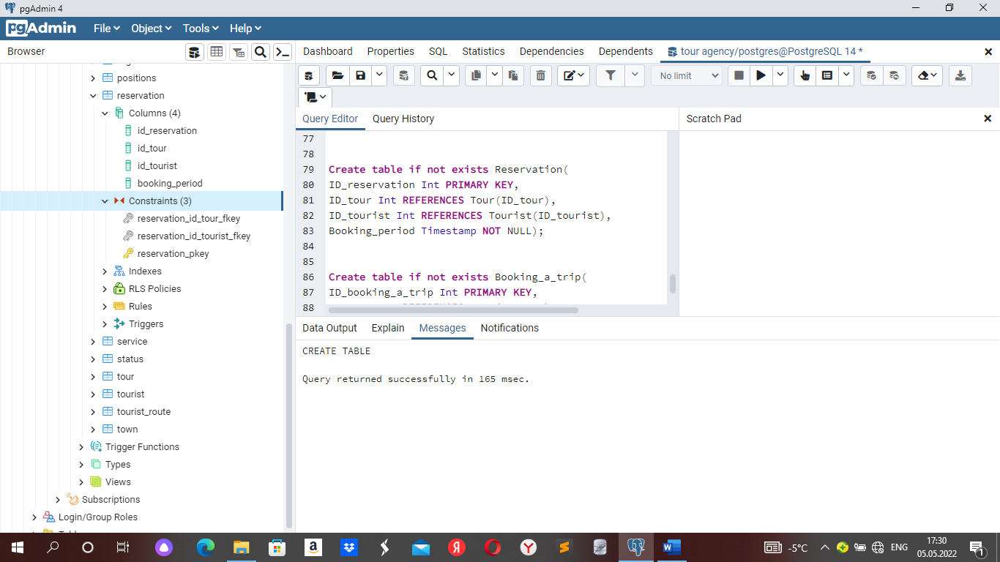 pgAdmin 4
pgAdmin
File
Object
Tools
Help
Browser
Dashboard
Properties
SQL
Statistics
Dependencies
Dependents
tour agency/postgres@PostgreSQL 14 *
No limit
positions
reservation
Columns (4)
id_reservation
id_tour
id_tourist
booking_period
Constraints (3)
reservation_id_tour_fkey
reservation_id_tourist_fkey
reservation_pkey
Indexes
RLS Policies
Rules
Triggers
service
status
tour
tourist
tourist_route
town
Trigger Functions
Types
Views
Subscriptions
Login/Group Roles
Query Editor
Query History
Scratch Pad
77
78
79 Create table if not exists Reservation(
80 ID_reservation Int PRIMARY KEY,
81 ID_tour Int REFERENCES Tour(ID_tour),
82 ID_tourist Int REFERENCES Tourist(ID_tourist),
83 Booking_period Timestamp NOT NULL);
84
85
86 Create table if not exists Booking_a_trip(
87 ID_booking_a_trip Int PRIMARY KEY,
88
Data Output
Explain
Messages
Notifications
CREATE TABLE
Query returned successfully in 165 msec.
-5°C
ENG
17:30
05.05.2022
1